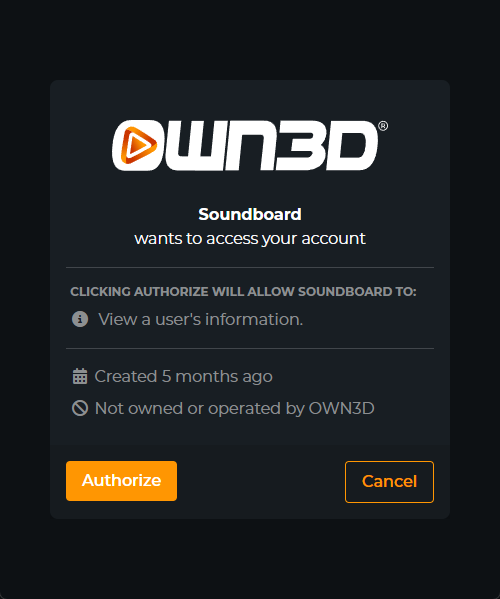 OWN3D®
Soundboard
wants to access your account
CLICKING AUTHORIZE WILL ALLOW SOUNDBOARD TO:
View a user's information.
Created 5 months ago
Not owned or operated by OWN3D
Authorize
Cancel